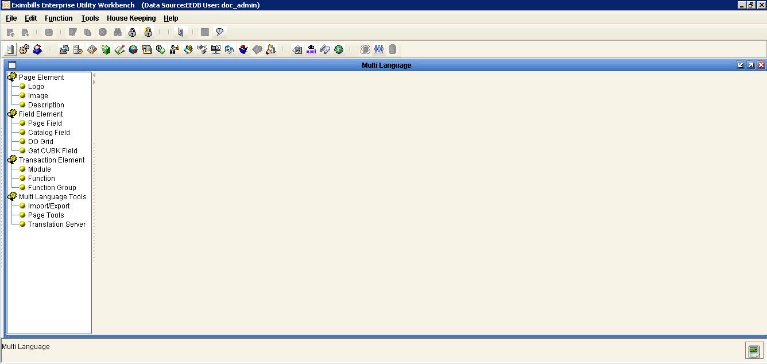 Eximbills Enterprise Utility Workbench (Data Source:EEDB User: doc_admin)
File Edit Function Tools House Keeping Help
Multi Language
Page Element
Logo
Image
Description
Field Element
Page Field
Catalog Field
DO Grid
Get CUBK Field
Transaction Element
Module
Function
Function Group
Multi Language Tools
Import/Export
Page Tools
Translation Server
Multi Language